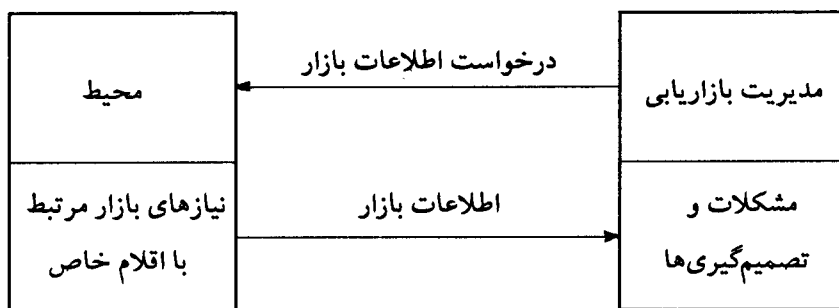 درخواست اطلاعات بازار
مدیریت بازاریابی
محیط
اطلاعات بازار
مشکلات و
تصمیم‌گیری‌ها
نیازهای بازار مرتبط
با اقلام خاص